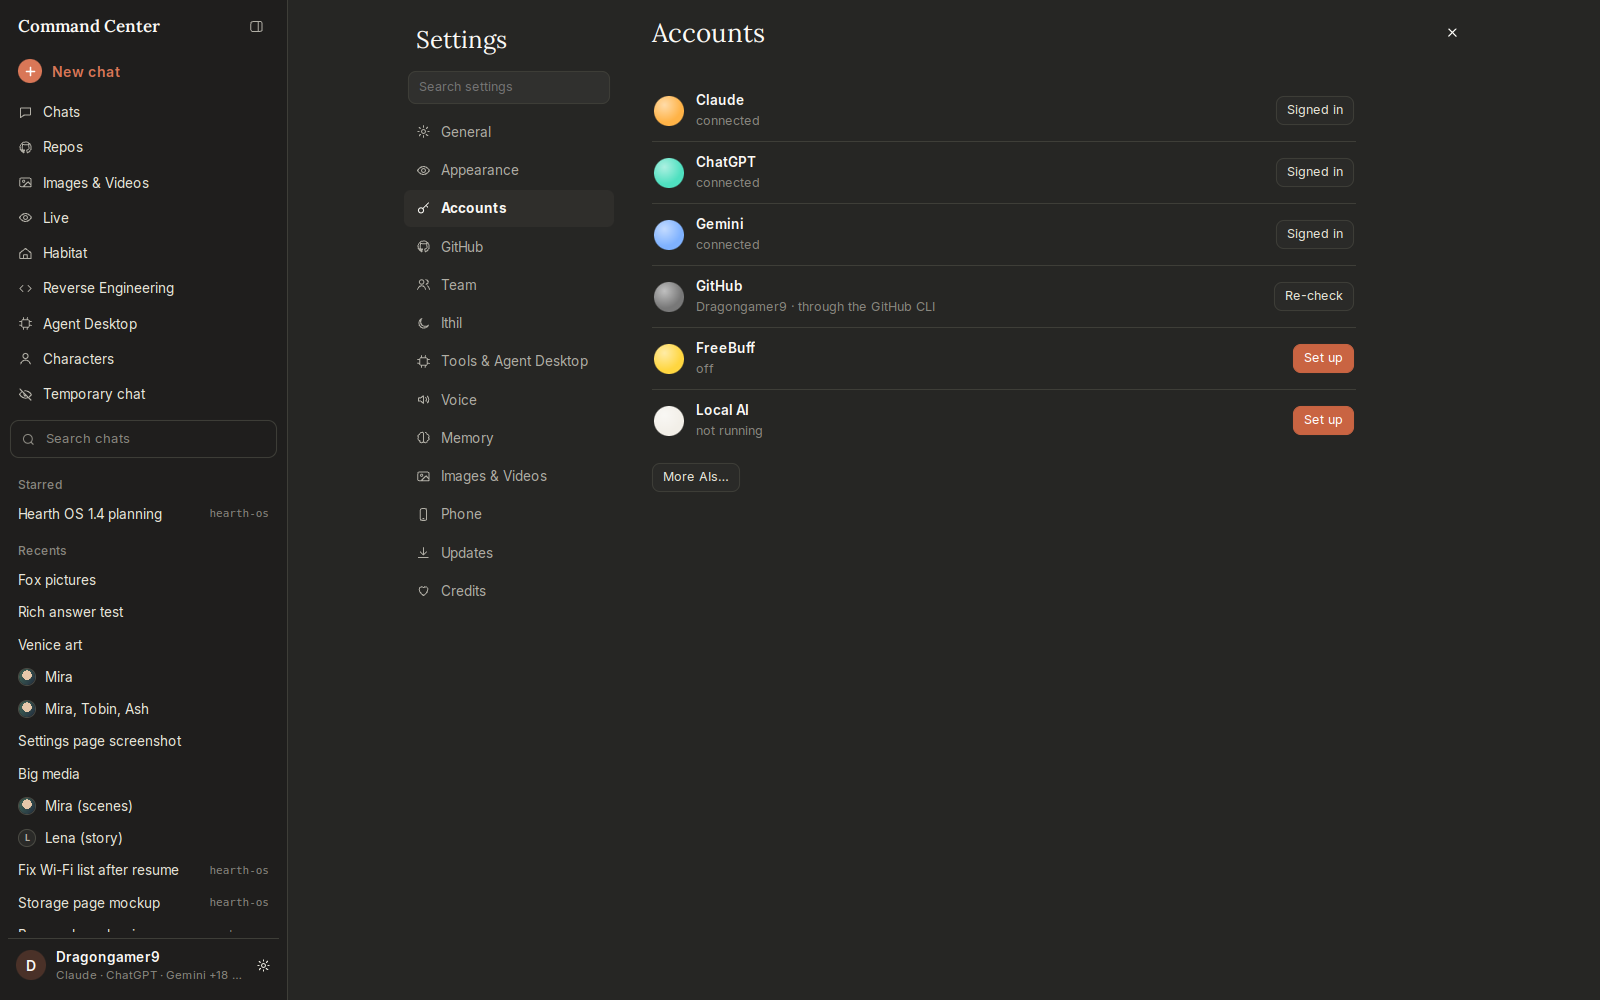 Command Center
New chat
Chats
Repos
Images & Videos
Live
Habitat
Reverse Engineering
Agent Desktop
Characters
Temporary chat
Search chats
Starred
Hearth OS 1.4 planning hearth-os
Recents
Fox pictures
Rich answer test
Venice art
Mira
Mira, Tobin, Ash
Settings page screenshot
Big media
Mira (scenes)
L Lena (story)
Fix Wi-Fi list after resume hearth-os
Storage page mockup hearth-os
D Dragongamer9
Claude · ChatGPT · Gemini +18 ...
Settings
Search settings
General
Appearance
Accounts
GitHub
Team
Ithil
Tools & Agent Desktop
Voice
Memory
Images & Videos
Phone
Updates
Credits
Accounts
Claude
connected
Signed in
ChatGPT
connected
Signed in
Gemini
connected
Signed in
GitHub
Dragongamer9 · through the GitHub CLI
Re-check
FreeBuff
off
Set up
Local AI
not running
Set up
More AIs...